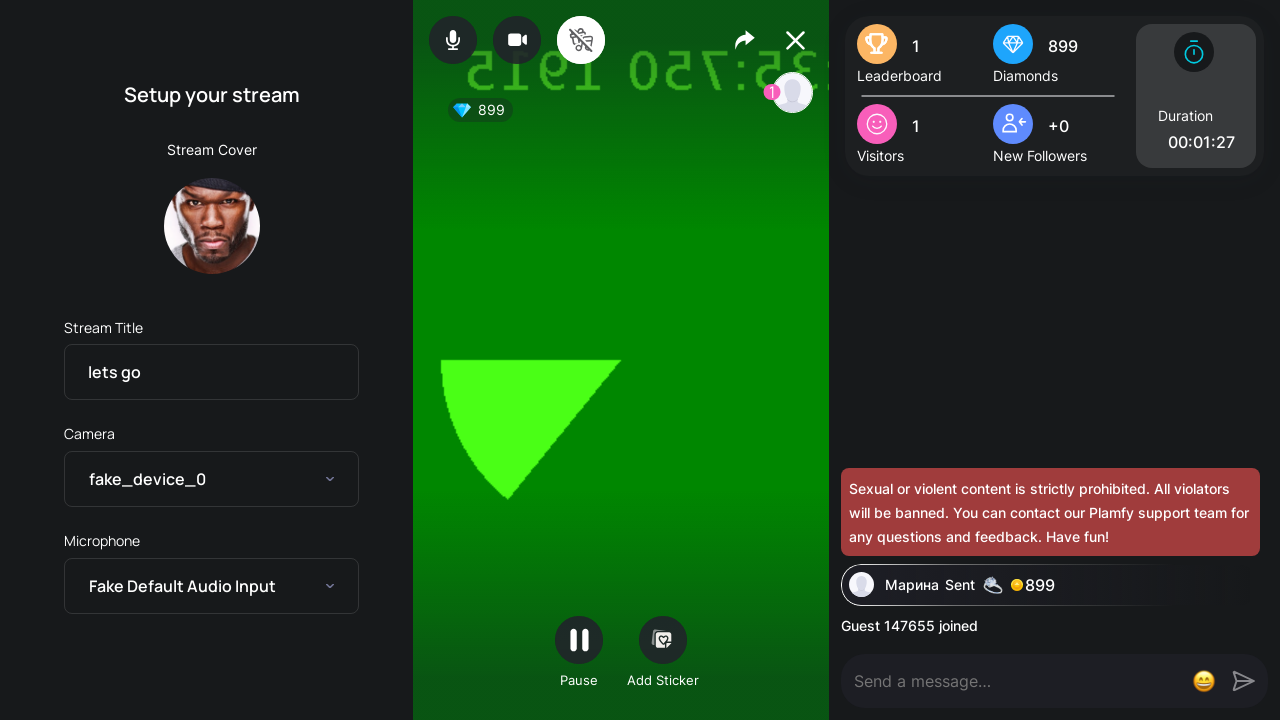 Setup your stream
Stream Cover
Stream Title
lets go
Camera
fake_device_0
Microphone
Fake Default Audio Input
899
1
Pause
Add Sticker
1
Leaderboard
899
Diamonds
1
Visitors
+0
New Followers
Duration
00:01:27
Sexual or violent content is strictly prohibited. All violators
will be banned. You can contact our Plamfy support team for
any questions and feedback. Have fun!
Марина Sent 899
Guest 147655 joined
Send a message...